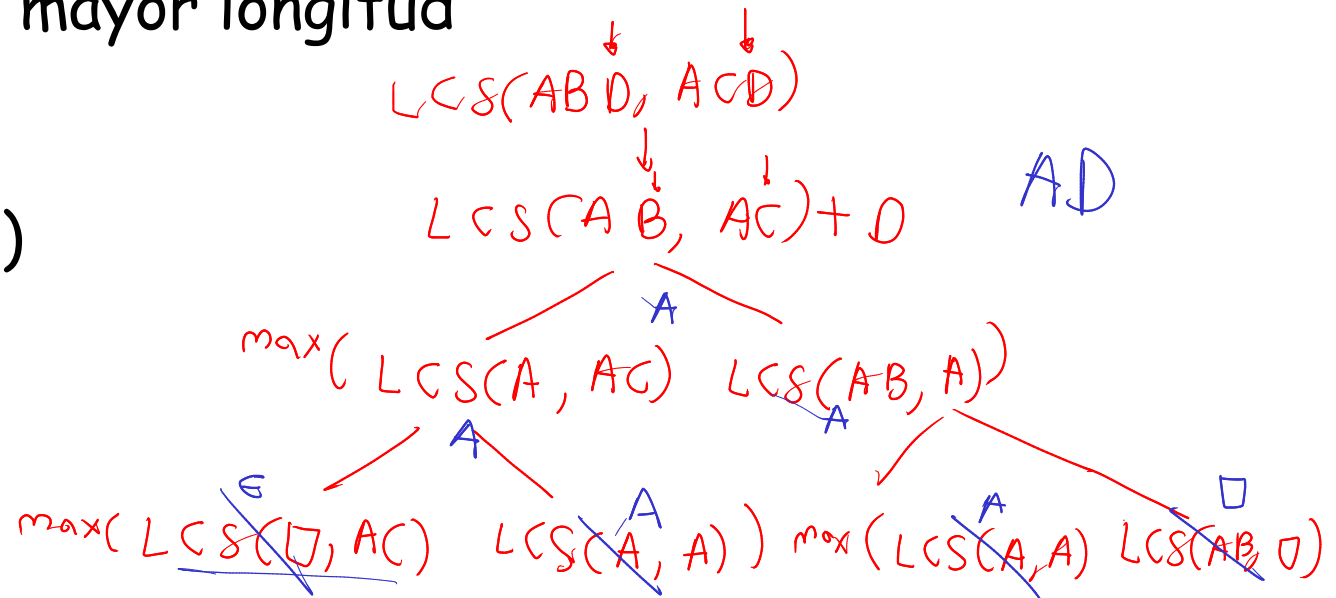 mayor longitud
LCS(ABD, ACD)
LCS(AB, AC)+D
AD
)
A
max(LCS(A, AC) LCS(AB, A))
A A
ϵ A A □
max(LCS(□, AC) LCS(A, A)) max(LCS(A, A) LCS(AB, □)